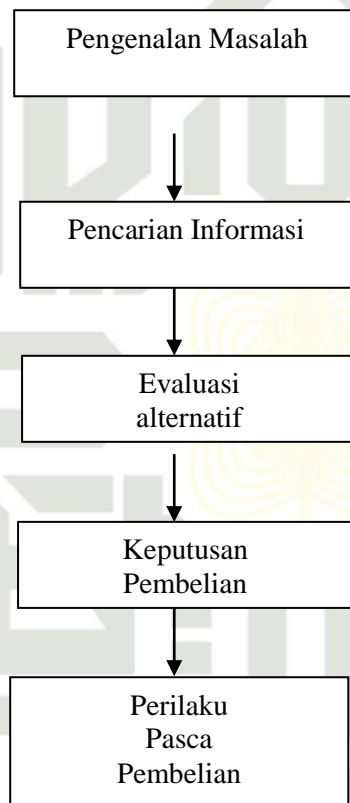 Pengenalan Masalah
Pencarian Informasi
Evaluasi
alternatif
Keputusan
Pembelian
Perilaku
Pasca
Pembelian